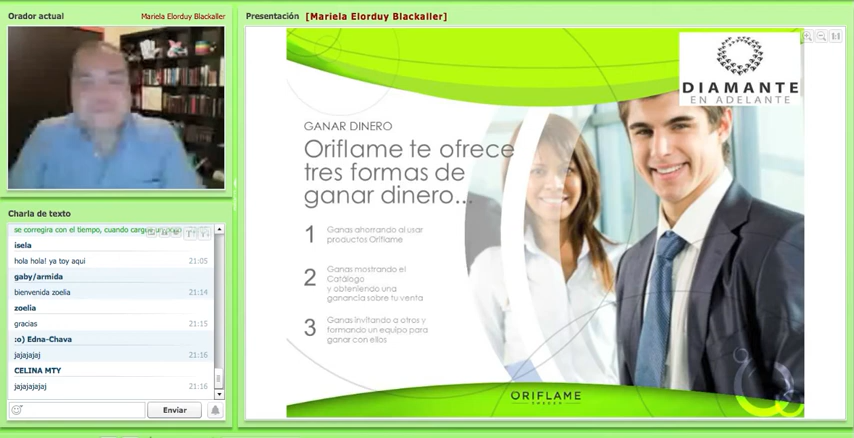 Orador actual
Mariela Elorduy Blackaller
Presentación [Mariela Elorduy Blackaller]
DIAMANTE
EN ADELANTE
GANAR DINERO
Oriflame te ofrece
tres formas de
ganar dinero...
1 Ganas ahorrando al usar
productos Oriflame
2 Ganas mostrando el
Catálogo
y obteniendo una
ganancia sobre tu venta
3 Ganas invitando a otros y
formando un equipo para
ganar con ellos
ORIFLAME
SWEDEN
Charla de texto
se corregira con el tiempo, cuando
isela
hola hola! ya toy aqui 21:05
gaby/armida
bienvenida zoelia 21:14
zoelia
gracias 21:15
:o) Edna-Chava
jajajajaj 21:16
CELINA MTY
jajajajajaj 21:16
Enviar